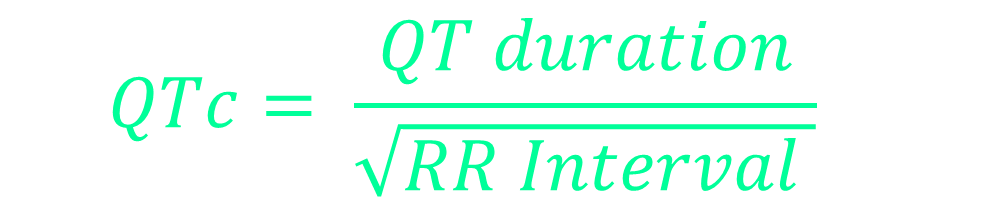 QTc = QT duration / √RR Interval